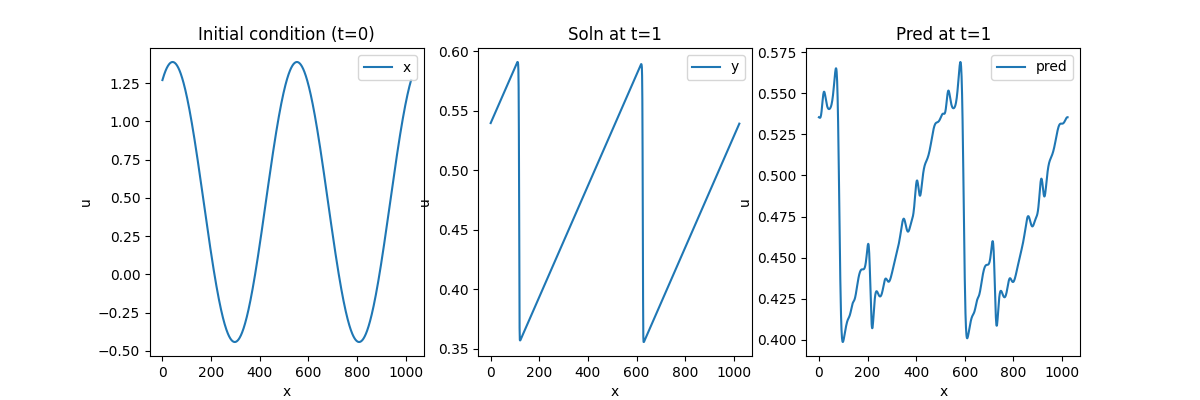 Initial condition (t=0)
x
1.25
1.00
0.75
0.50
0.25
0.00
−0.25
−0.50
u
0 200 400 600 800 1000
x
Soln at t=1
y
0.60
0.55
0.50
0.45
0.40
0.35
u
0 200 400 600 800 1000
x
Pred at t=1
pred
0.575
0.550
0.525
0.500
0.475
0.450
0.425
0.400
u
0 200 400 600 800 1000
x